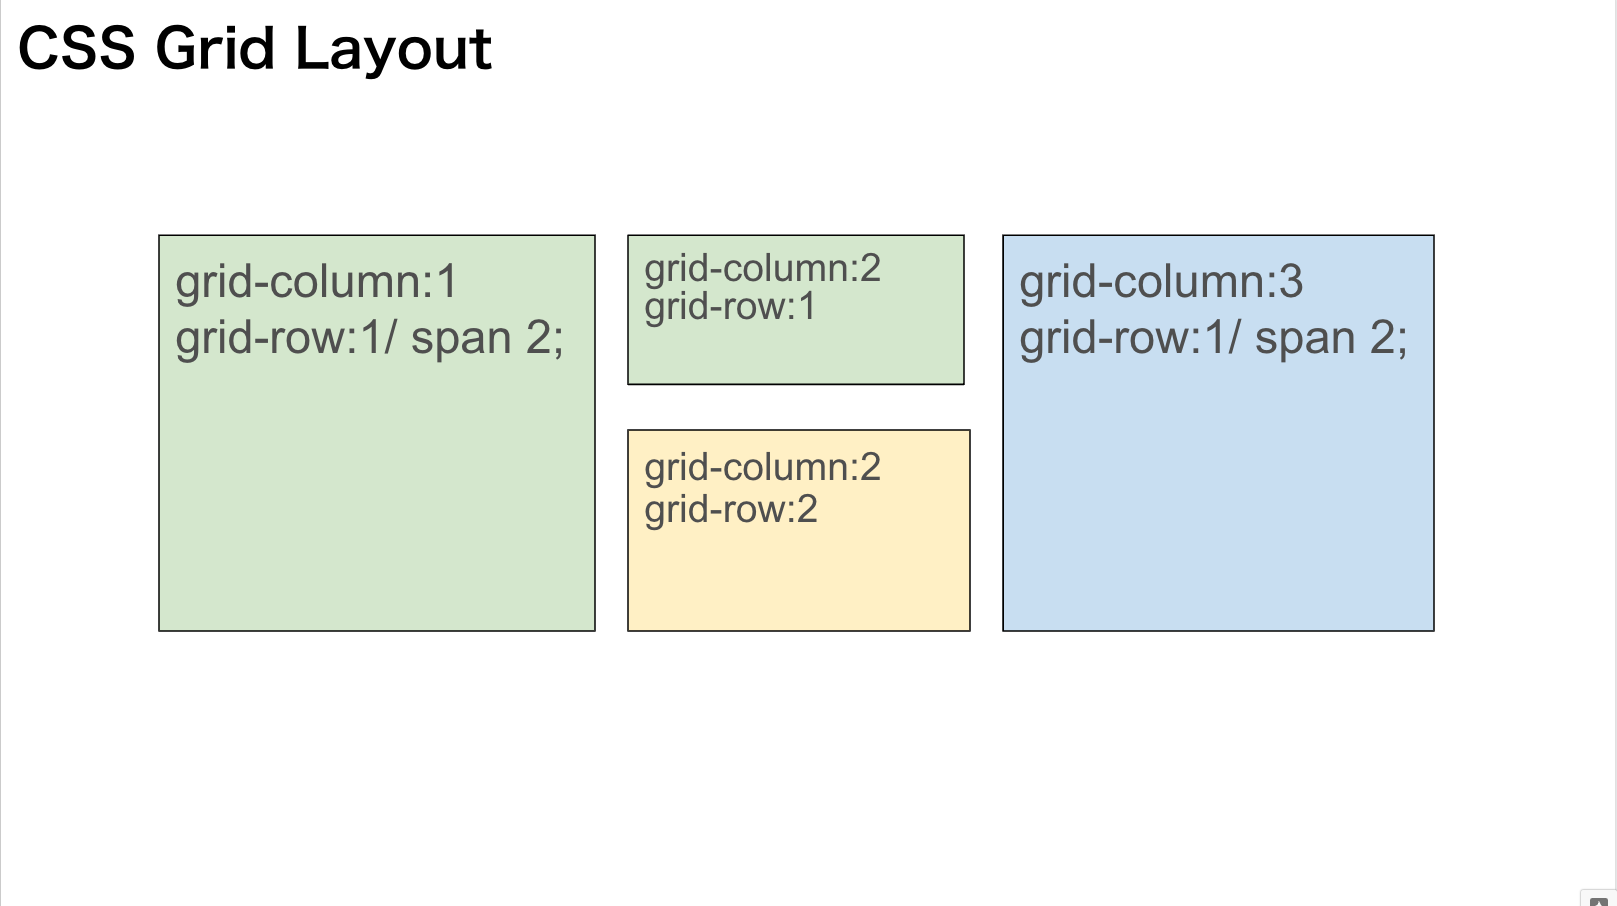 CSS Grid Layout
grid-column:1
grid-row:1/ span 2;
grid-column:2
grid-row:1
grid-column:2
grid-row:2
grid-column:3
grid-row:1/ span 2;